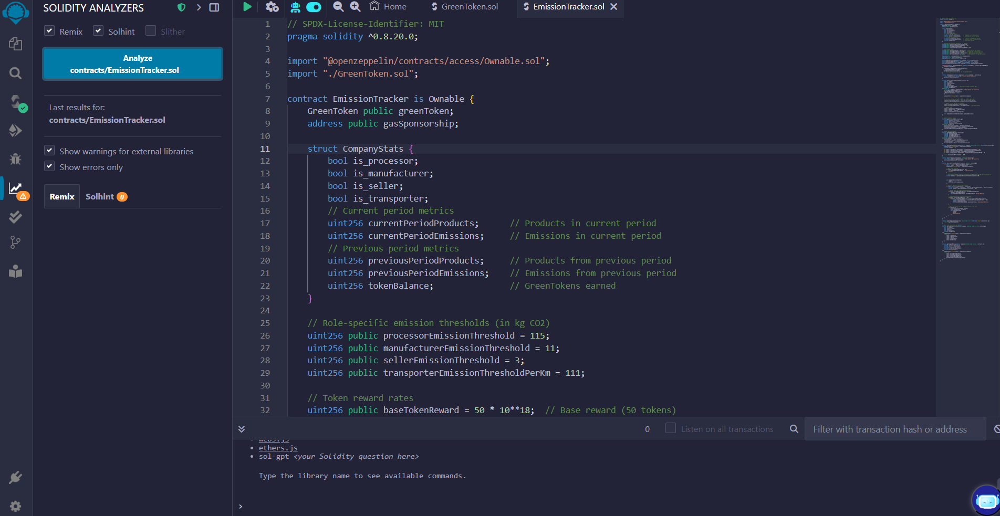 SOLIDITY ANALYZERS
Remix
Solhint
Slither
Analyze
contracts/EmissionTracker.sol
Last results for:
contracts/EmissionTracker.sol
Show warnings for external libraries
Show errors only
Remix
Solhint 0
Home
GreenToken.sol
EmissionTracker.sol
1 // SPDX-License-Identifier: MIT
2 pragma solidity ^0.8.20.0;
3
4 import "@openzeppelin/contracts/access/Ownable.sol";
5 import "./GreenToken.sol";
6
7 contract EmissionTracker is Ownable {
8 GreenToken public greenToken;
9 address public gasSponsorship;
10
11 struct CompanyStats {
12 bool is_processor;
13 bool is_manufacturer;
14 bool is_seller;
15 bool is_transporter;
16 // Current period metrics
17 uint256 currentPeriodProducts; // Products in current period
18 uint256 currentPeriodEmissions; // Emissions in current period
19 // Previous period metrics
20 uint256 previousPeriodProducts; // Products from previous period
21 uint256 previousPeriodEmissions; // Emissions from previous period
22 uint256 tokenBalance; // GreenTokens earned
23 }
24
25 // Role-specific emission thresholds (in kg CO2)
26 uint256 public processorEmissionThreshold = 115;
27 uint256 public manufacturerEmissionThreshold = 11;
28 uint256 public sellerEmissionThreshold = 3;
29 uint256 public transporterEmissionThresholdPerKm = 111;
30
31 // Token reward rates
32 uint256 public baseTokenReward = 50 * 10**18; // Base reward (50 tokens)
0
Listen on all transactions
Filter with transaction hash or address
• web3.js
• ethers.js
• sol-gpt <your Solidity question here>
Type the library name to see available commands.
>